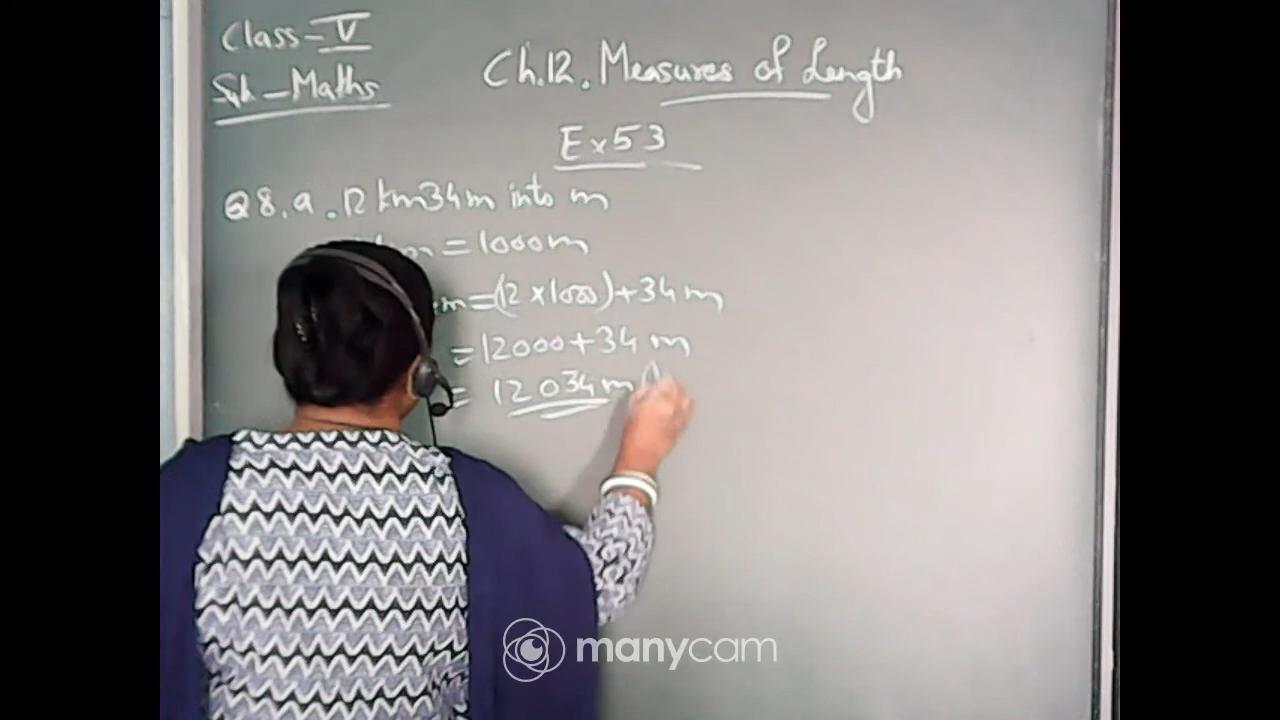 Class - V
Sub - Maths
Ch.12. Measures of Length
Ex 53
Q8. a. 12 km 34 m into m
= 1000 m
m = (12 × 1000) + 34 m
= 12000 + 34 m
= 12034 m
manycam